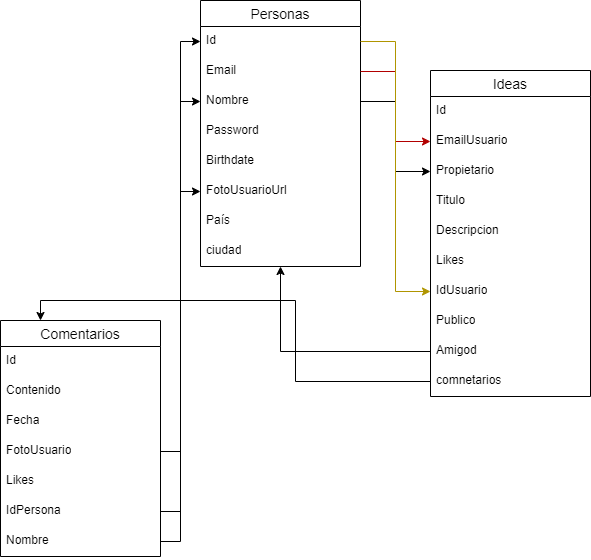 Personas
Id
Email
Nombre
Password
Birthdate
FotoUsuarioUrl
País
ciudad
Ideas
Id
EmailUsuario
Propietario
Titulo
Descripcion
Likes
IdUsuario
Publico
Amigod
comnetarios
Comentarios
Id
Contenido
Fecha
FotoUsuario
Likes
IdPersona
Nombre